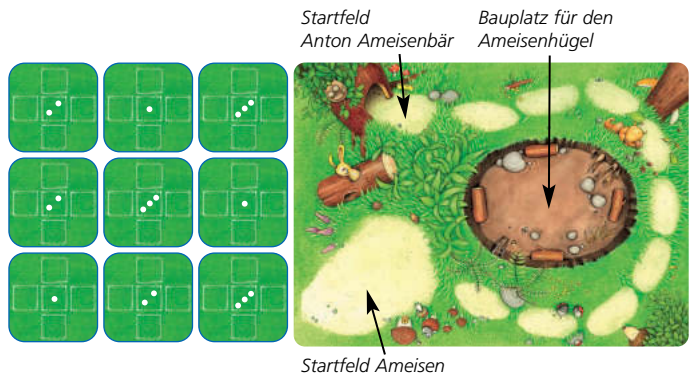 Startfeld
Anton Ameisenbär
Bauplatz für den
Ameisenhügel
Startfeld Ameisen